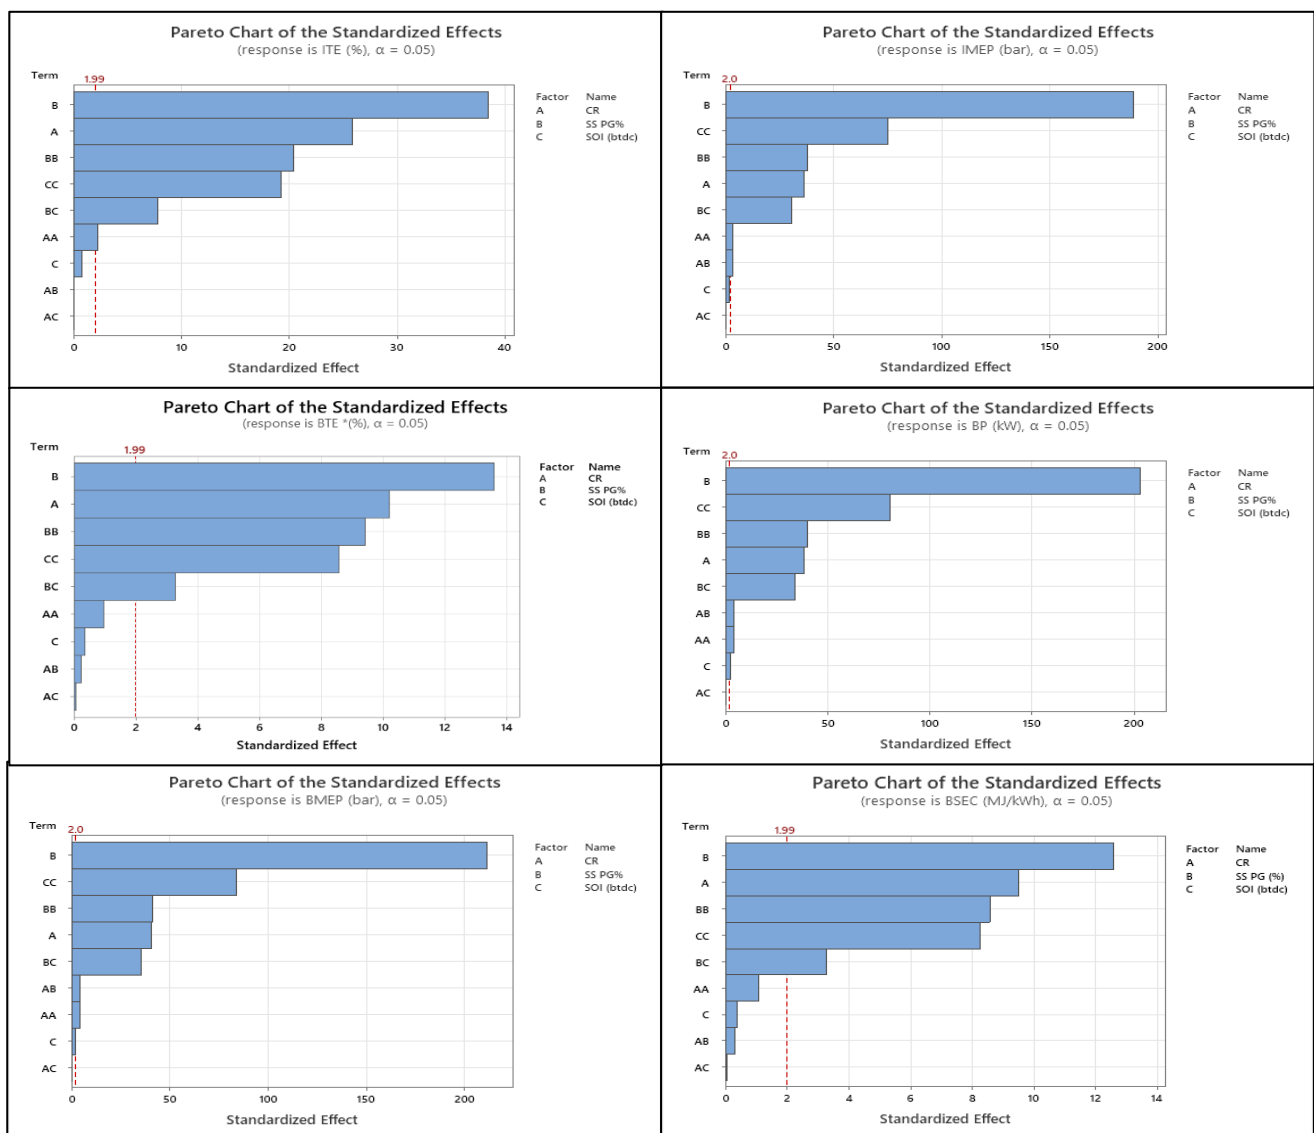 Pareto Chart of the Standardized Effects
(response is ITE (%), α = 0.05)
Term
1.99
B
A
BB
CC
BC
AA
C
AB
AC
0 10 20 30 40
Standardized Effect
Factor Name
A CR
B SS PG%
C SOI (btdc)
Pareto Chart of the Standardized Effects
(response is IMEP (bar), α = 0.05)
Term
2.0
B
CC
BB
A
BC
AA
AB
C
AC
0 50 100 150 200
Standardized Effect
Factor Name
A CR
B SS PG%
C SOI (btdc)
Pareto Chart of the Standardized Effects
(response is BTE *(%), α = 0.05)
Term
1.99
B
A
BB
CC
BC
AA
C
AB
AC
0 2 4 6 8 10 12 14
Standardized Effect
Factor Name
A CR
B SS PG%
C SOI (btdc)
Pareto Chart of the Standardized Effects
(response is BP (kW), α = 0.05)
Term
2.0
B
CC
BB
A
BC
AB
AA
C
AC
0 50 100 150 200
Standardized Effect
Factor Name
A CR
B SS PG%
C SOI (btdc)
Pareto Chart of the Standardized Effects
(response is BMEP (bar), α = 0.05)
Term
2.0
B
CC
BB
A
BC
AB
AA
C
AC
0 50 100 150 200
Standardized Effect
Factor Name
A CR
B SS PG%
C SOI (btdc)
Pareto Chart of the Standardized Effects
(response is BSEC (MJ/kWh), α = 0.05)
Term
1.99
B
A
BB
CC
BC
AA
C
AB
AC
0 2 4 6 8 10 12 14
Standardized Effect
Factor Name
A CR
B SS PG (%)
C SOI (btdc)